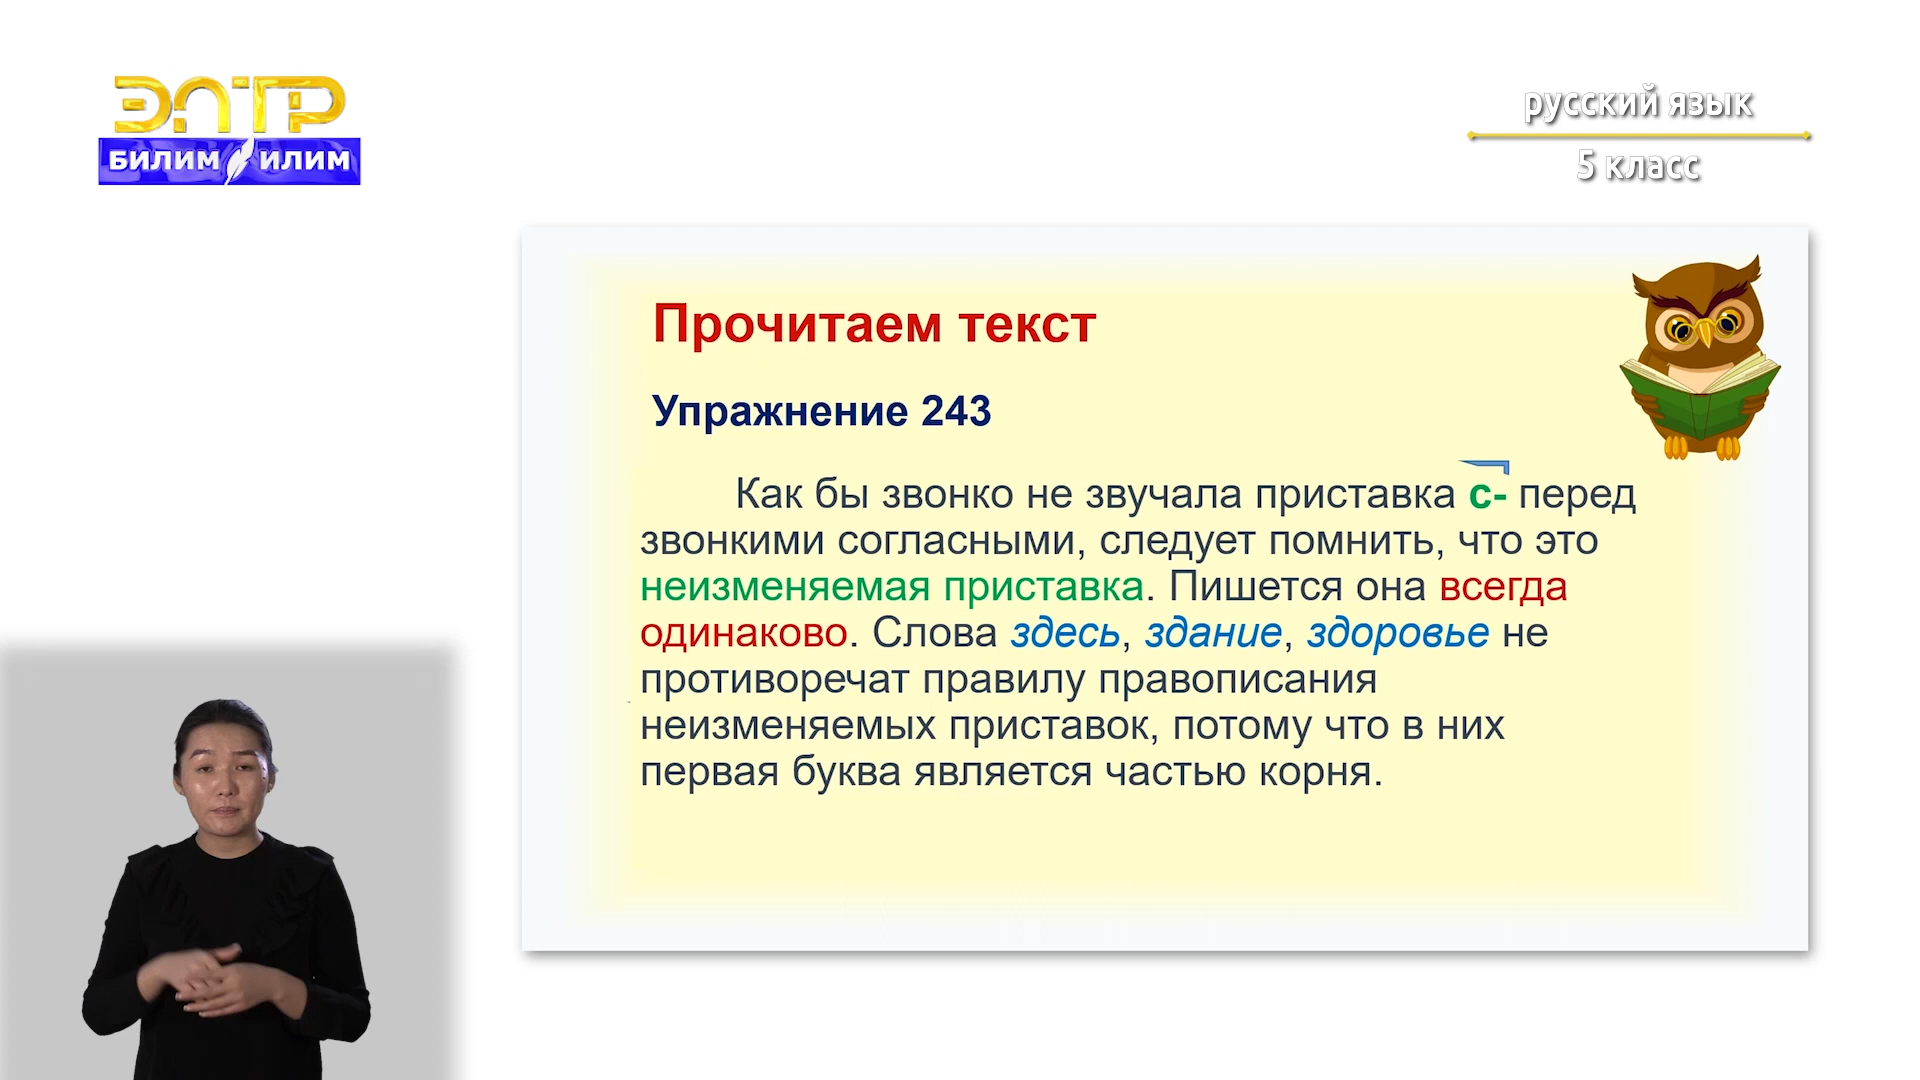 ЭЛТР
БИЛИМ ИЛИМ
русский язык
5 класс
Прочитаем текст
Упражнение 243
Как бы звонко не звучала приставка с- перед
звонкими согласными, следует помнить, что это
неизменяемая приставка. Пишется она всегда
одинаково. Слова здесь, здание, здоровье не
противоречат правилу правописания
неизменяемых приставок, потому что в них
первая буква является частью корня.